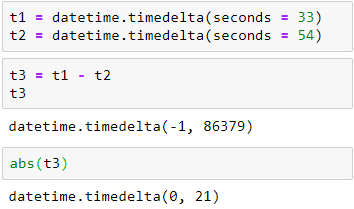 t1 = datetime.timedelta(seconds = 33)
t2 = datetime.timedelta(seconds = 54)
t3 = t1 - t2
t3
datetime.timedelta(-1, 86379)
abs(t3)
datetime.timedelta(0, 21)